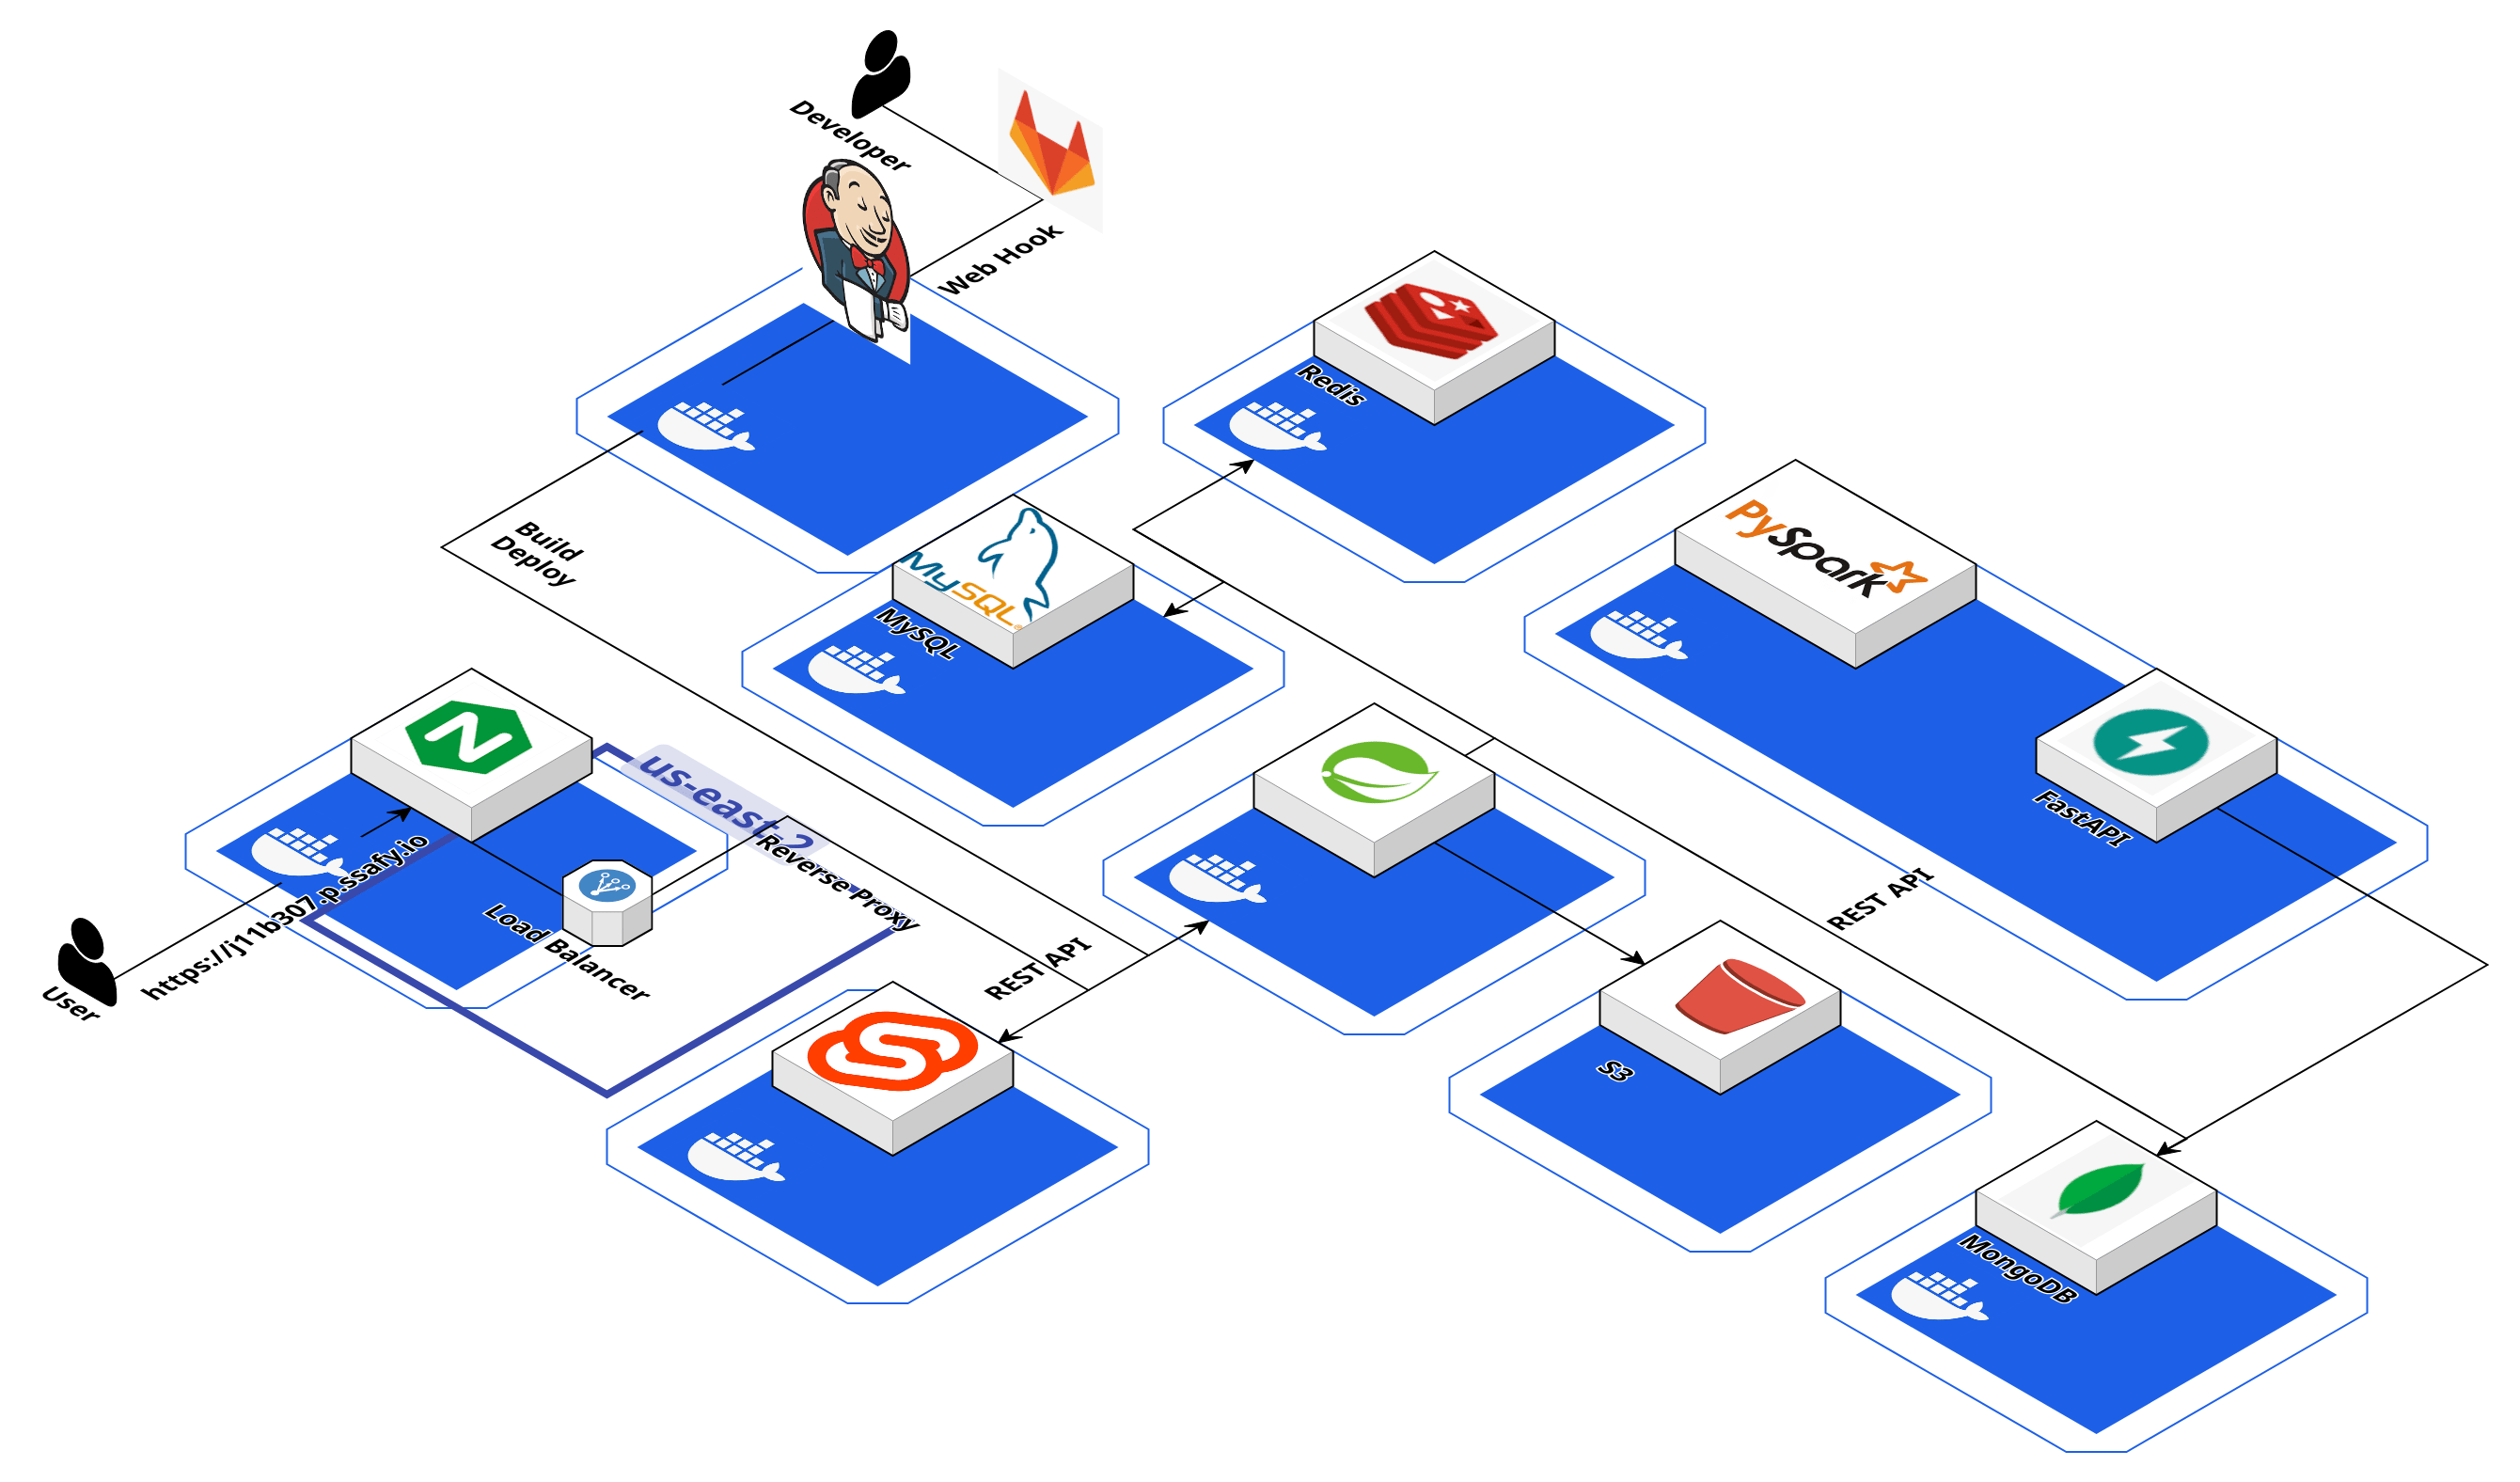 Developer
Web Hook
Redis
PySpark
Build
Deploy
MySQL®
MySQL
us-east-2
FastAPI
Reverse Proxy
https://j11b307.p.ssafy.io
Load Balancer
REST API
REST API
User
S3
MongoDB